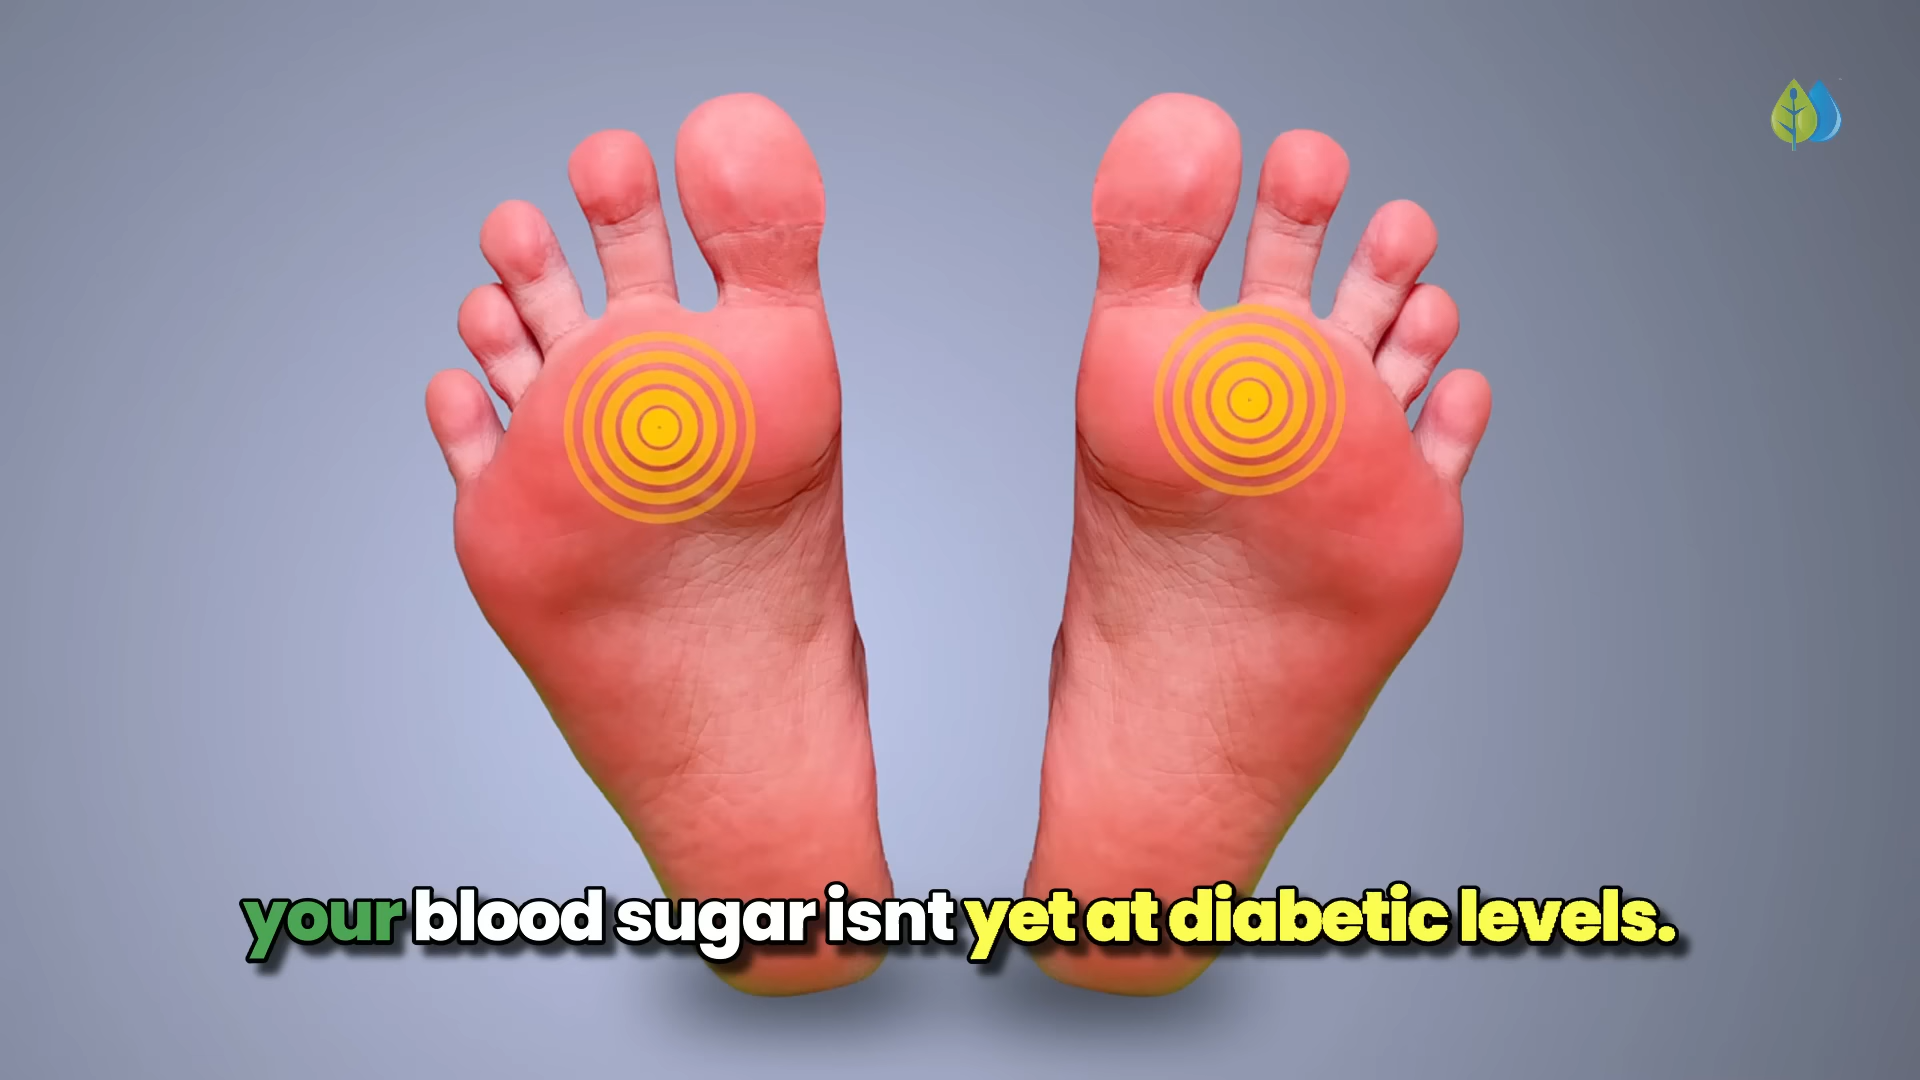 your blood sugar isnt yet at diabetic levels.